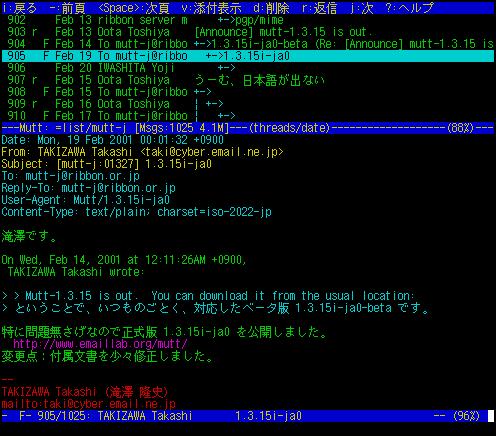 i:戻る  -:前頁  <Space>:次頁  v:添付表示  d:削除  r:返信  j:次  ?:ヘルプ
902     Feb 13 ribbon server m     +->pgp/mime
903 r   Feb 13 Oota Toshiya      [Announce] mutt-1.3.15 is out.
904   F Feb 14 To mutt-j@ribbo +->1.3.15i-ja0-beta (Re: [Announce] mutt-1.3.15 is
905   F Feb 19 To mutt-j@ribbo   +->1.3.15i-ja0
906     Feb 20 IWASHITA Yoji       +->
907 r   Feb 15 Oota Toshiya      うーむ、日本語が出ない
908   F Feb 15 To mutt-j@ribbo +->
909 r   Feb 16 Oota Toshiya      | +->
910   F Feb 17 To mutt-j@ribbo | +->
---Mutt: =list/mutt-j [Msgs:1025 4.1M]---(threads/date)--------------------(88%)---
Date: Mon, 19 Feb 2001 00:01:32 +0900
From: TAKIZAWA Takashi <taki@cyber.email.ne.jp>
Subject: [mutt-j:01327] 1.3.15i-ja0
To: mutt-j@ribbon.or.jp
Reply-To: mutt-j@ribbon.or.jp
User-Agent: Mutt/1.3.15i-ja0
Content-Type: text/plain; charset=iso-2022-jp
滝澤です。
On Wed, Feb 14, 2001 at 12:11:26AM +0900,
 TAKIZAWA Takashi wrote:
> > Mutt-1.3.15 is out.  You can download it from the usual location:
> ということで、いつものごとく、対応したベータ版 1.3.15i-ja0-beta です。
特に問題無さげなので正式版 1.3.15i-ja0 を公開しました。
  http://www.emaillab.org/mutt/
変更点：付属文書を少々修正しました。
--
TAKIZAWA Takashi (滝澤 隆史)
mailto:taki@cyber.email.ne.jp
-  F- 905/1025: TAKIZAWA Takashi      1.3.15i-ja0                    -- (96%)